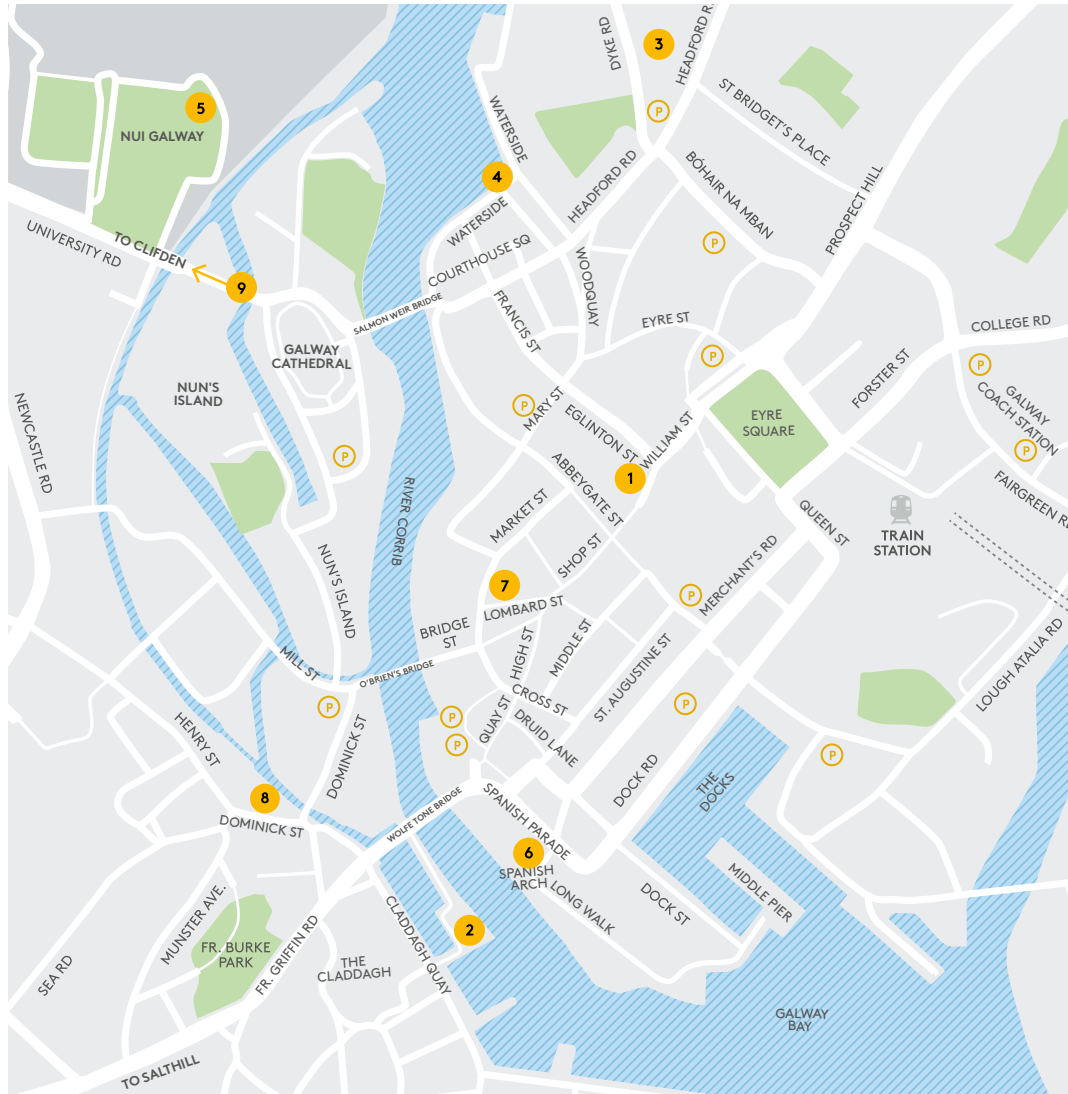 DYKE RD
3
HEADFORD R
P
WATERSIDE
5
NUI GALWAY
ST BRIDGET'S PLACE
4
WATERSIDE
HEADFORD RD
BÓHAIR NA MBAN
PROSPECT HILL
P
UNIVERSITY RD
TO CLIFDEN
9
COURTHOUSE SQ
WOODQUAY
SALMON WEIR BRIDGE
FRANCIS ST
EYRE ST
COLLEGE RD
P
P
GALWAY
CATHEDRAL
FORSTER ST
GALWAY
COACH STATION
NUN'S
ISLAND
P
MARY ST
EGLINTON ST
WILLIAM ST
EYRE
SQUARE
NEWCASTLE RD
P
P
1
ABBEYGATE ST
FAIRGREEN R
RIVER CORRIB
MARKET ST
QUEEN ST
TRAIN
STATION
SHOP ST
NUN'S ISLAND
7
LOMBARD ST
P
MERCHANT'S RD
BRIDGE
ST
HIGH ST
MIDDLE ST
ST. AUGUSTINE ST
LOUGH ATALIA RD
MILL ST
O'BRIEN'S BRIDGE
CROSS ST
P
P
P
P
QUAY ST
DRUID LANE
HENRY ST
DOMINICK ST
P
DOCK RD
THE
DOCKS
8
DOMINICK ST
WOLFE TONE BRIDGE
SPANISH PARADE
6
SPANISH
ARCH
LONG WALK
DOCK ST
MIDDLE PIER
MUNSTER AVE.
CLADDAGH QUAY
2
SEA RD
FR. BURKE
PARK
FR. GRIFFIN RD
THE
CLADDAGH
GALWAY
BAY
TO SALTHILL